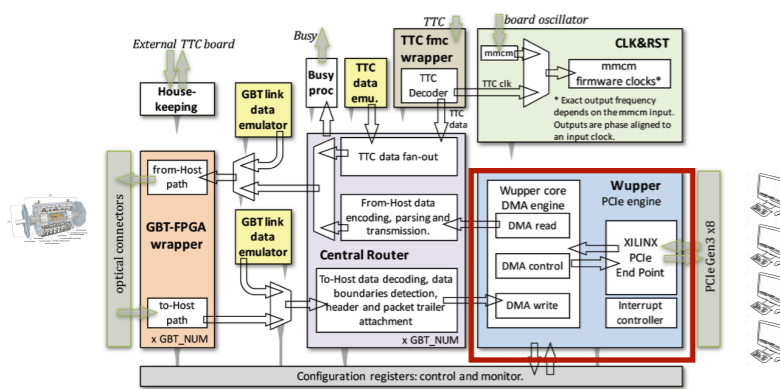 External TTC board
Busy
TTC
board oscillator
House-
keeping
GBT link
data
emulator
Busy
proc
TTC
data
emu.
TTC fmc
wrapper
TTC
Decoder
TTC clk
TTC
data
CLK&RST
mmcm
mmcm
firmware clocks*
* Exact output frequency
depends on the mmcm input.
Outputs are phase aligned to
an input clock.
optical connectors
from-Host
path
GBT-FPGA
wrapper
to-Host
path
x GBT_NUM
GBT link
data
emulator
TTC data fan-out
From-Host data
encoding, parsing and
transmission.
Central Router
To-Host data decoding, data
boundaries detection,
header and packet trailer
attachment
x GBT_NUM
Wupper core
DMA engine
DMA read
DMA control
DMA write
Wupper
PCIe engine
XILINX
PCIe
End Point
Interrupt
controller
PCIe Gen3 x8
Configuration registers: control and monitor.